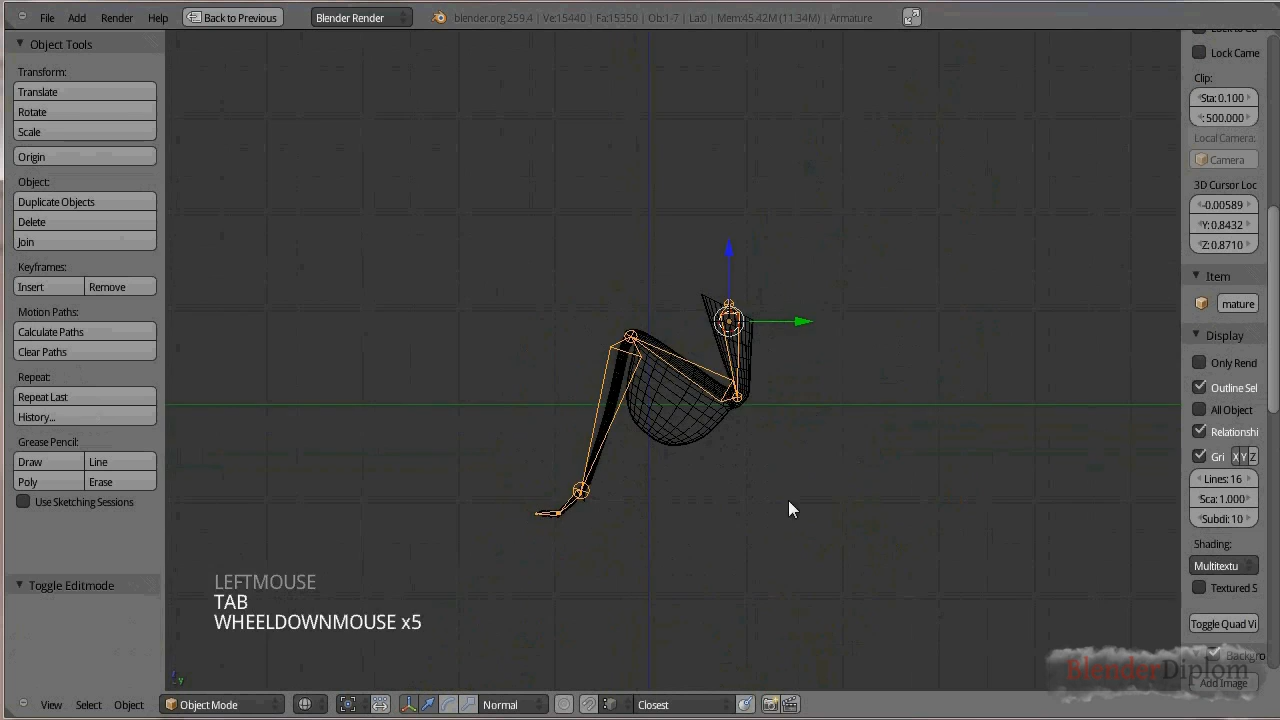 File Add Render Help Back to Previous Blender Render blender.org 259.4 | Ve:15440 | Fa:15350 | Ob:1-7 | La:0 | Mem:45.42M (11.34M) | Armature
Object Tools
Transform:
Translate
Rotate
Scale
Origin
Object:
Duplicate Objects
Delete
Join
Keyframes:
Insert Remove
Motion Paths:
Calculate Paths
Clear Paths
Repeat:
Repeat Last
History...
Grease Pencil:
Draw Line
Poly Erase
Use Sketching Sessions
Toggle Editmode
LEFTMOUSE
TAB
WHEELDOWNMOUSE x5
y
Lock Came
Clip:
Sta: 0.100
: 500.000
Local Camera:
Camera
3D Cursor Loc
-0.00589
Y: 0.8432
Z: 0.8710
Item
mature
Display
Only Rend
Outline Sel
All Object
Relationshi
Gri X Y Z
Lines: 16
Sca: 1.000
Subdi: 10
Shading:
Multitextu
Textured S
Toggle Quad Vi
Backgro
Add Image
BlenderDiplom
View Select Object Object Mode Normal Closest